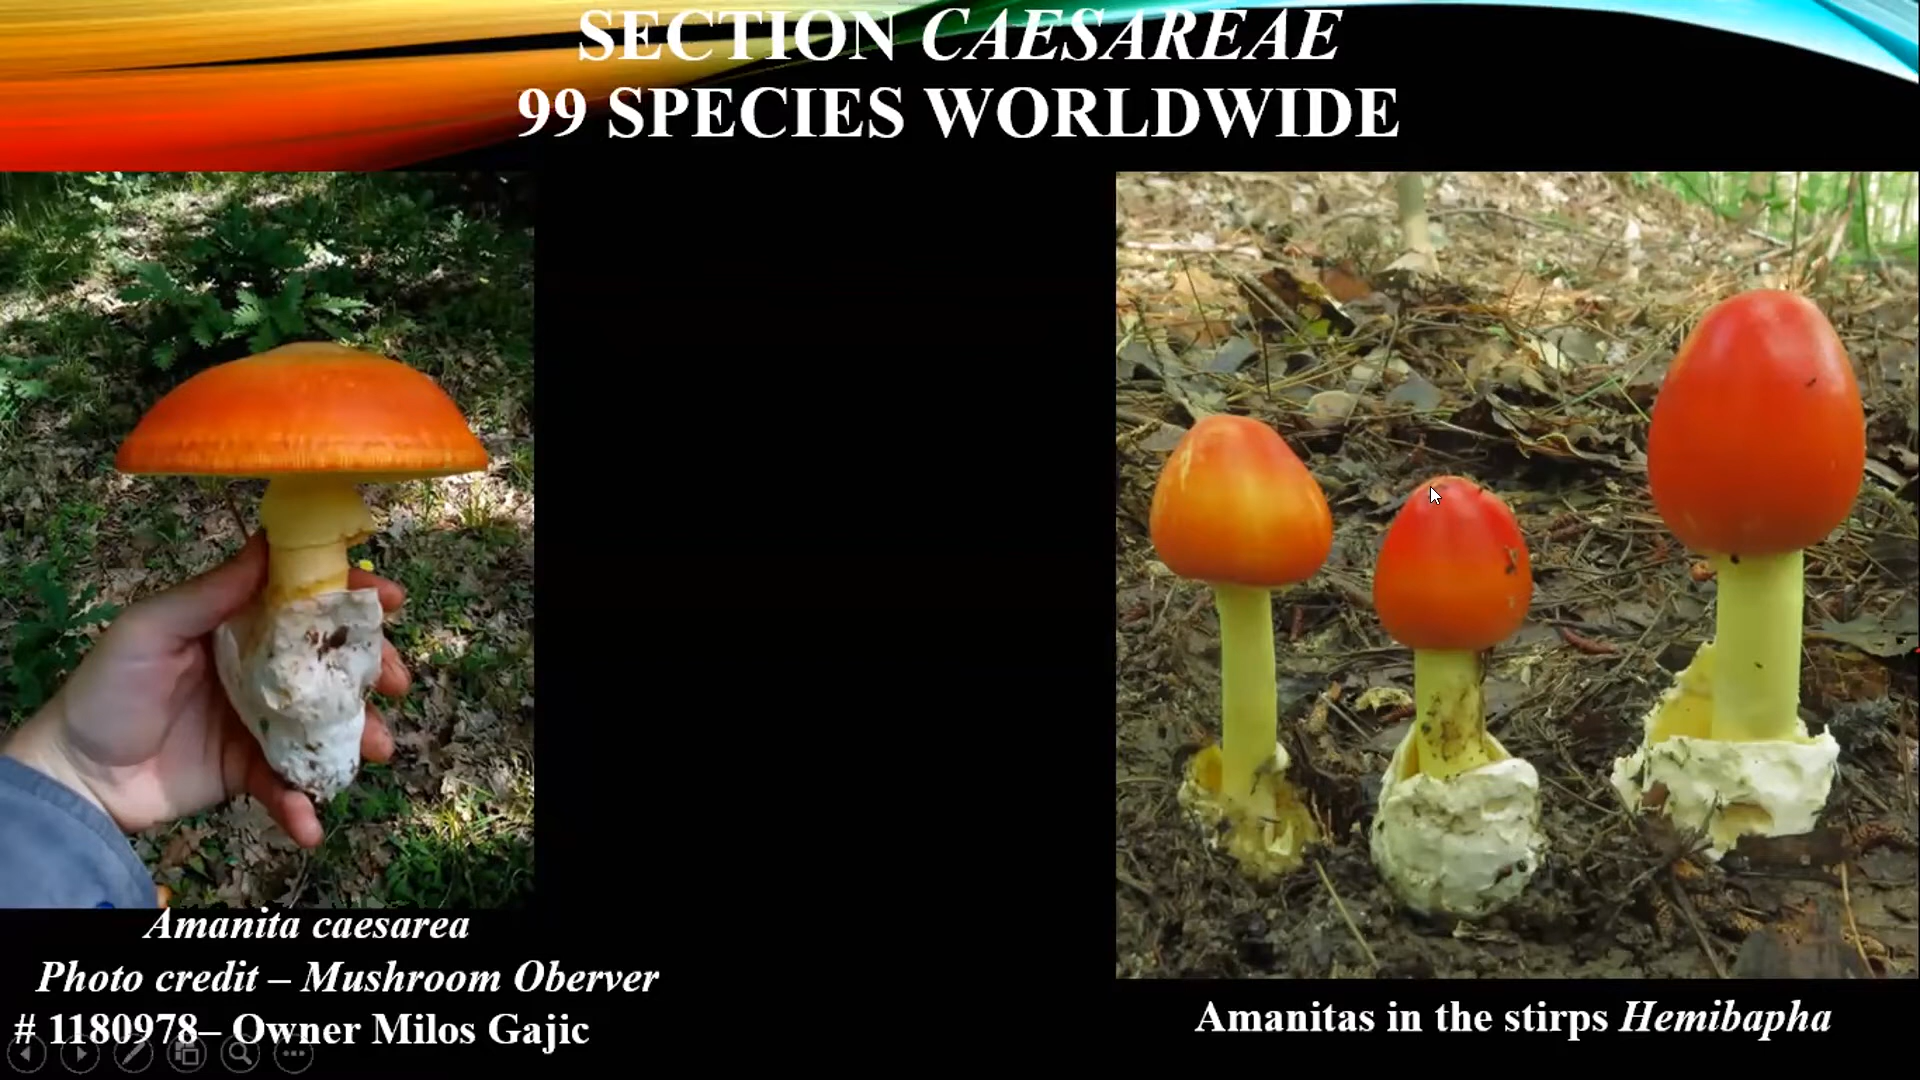 SECTION CAESAREAE
99 SPECIES WORLDWIDE
Amanita caesarea
Photo credit – Mushroom Oberver
# 1180978– Owner Milos Gajic
Amanitas in the stirps Hemibapha